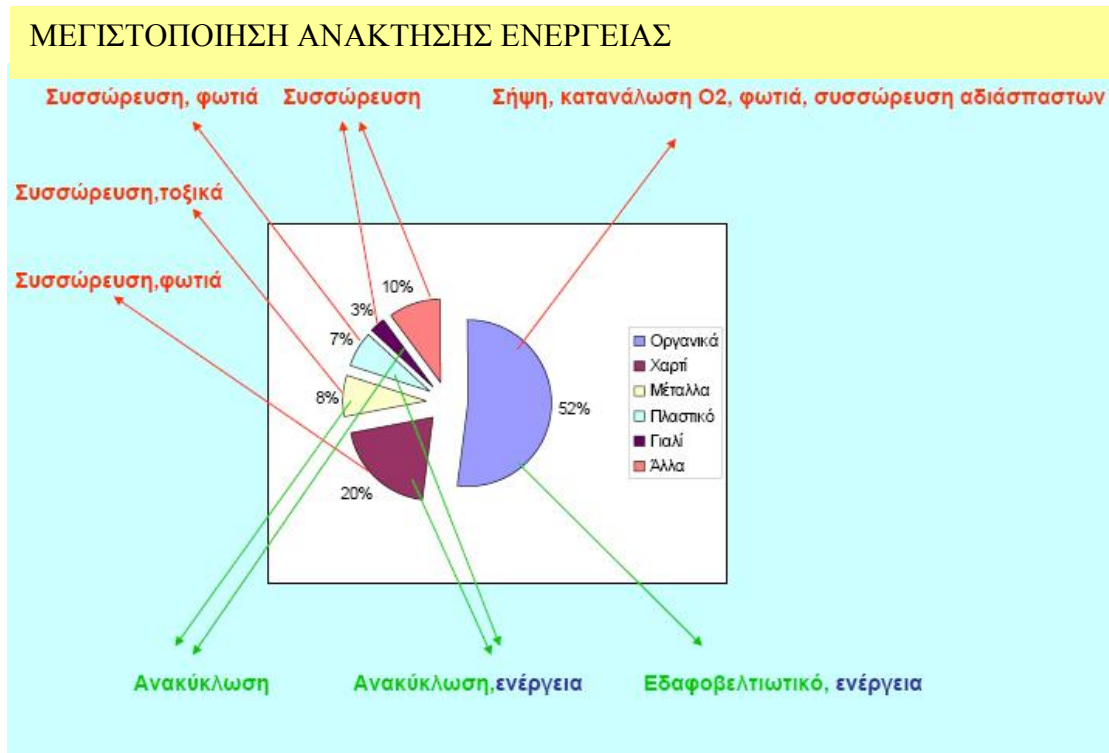 ΜΕΓΙΣΤΟΠΟΙΗΣΗ ΑΝΑΚΤΗΣΗΣ ΕΝΕΡΓΕΙΑΣ
Συσσώρευση, φωτιά
Συσσώρευση
Σήψη, κατανάλωση Ο2, φωτιά, συσσώρευση αδιάσπαστων
Συσσώρευση,τοξικά
Συσσώρευση,φωτιά
10%
3%
7%
8%
20%
52%
Οργανικά
Χαρτί
Μέταλλα
Πλαστικό
Γιαλί
Άλλα
Ανακύκλωση
Ανακύκλωση,ενέργεια
Εδαφοβελτιωτικό, ενέργεια